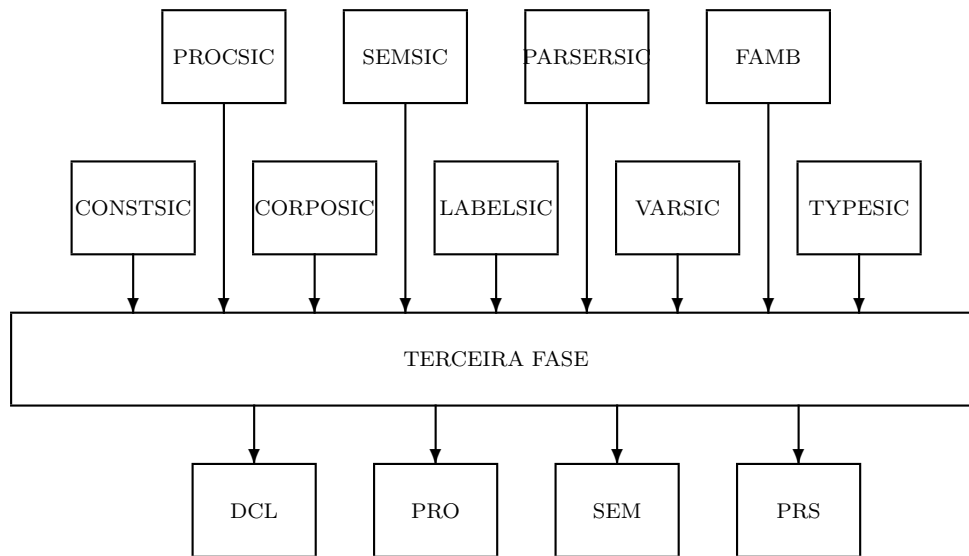 PROCSIC SEMSIC PARSERSIC FAMB
CONSTSIC CORPOSIC LABELSIC VARSIC TYPESIC
TERCEIRA FASE
DCL PRO SEM PRS